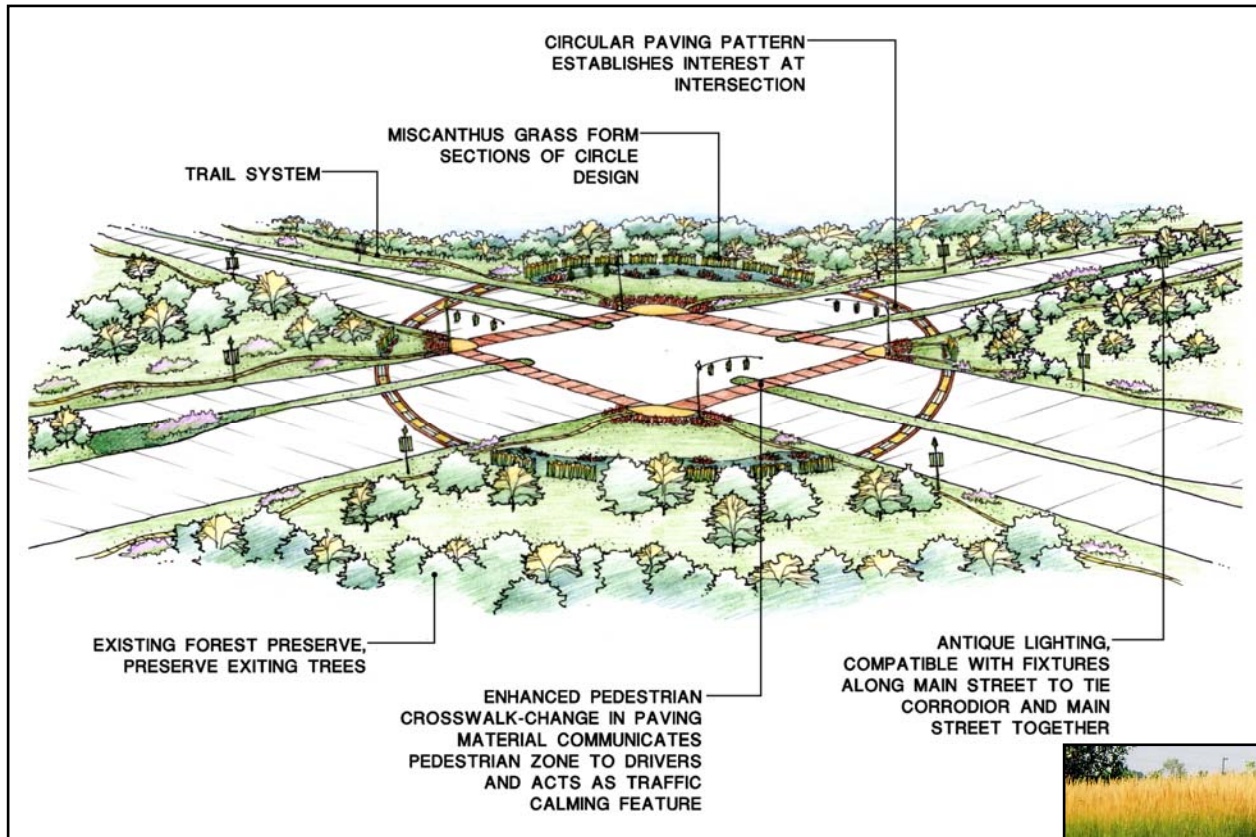 CIRCULAR PAVING PATTERN
ESTABLISHES INTEREST AT
INTERSECTION
MISCANTHUS GRASS FORM
SECTIONS OF CIRCLE
DESIGN
TRAIL SYSTEM
EXISTING FOREST PRESERVE,
PRESERVE EXITING TREES
ENHANCED PEDESTRIAN
CROSSWALK-CHANGE IN PAVING
MATERIAL COMMUNICATES
PEDESTRIAN ZONE TO DRIVERS
AND ACTS AS TRAFFIC
CALMING FEATURE
ANTIQUE LIGHTING,
COMPATIBLE WITH FIXTURES
ALONG MAIN STREET TO TIE
CORRODIOR AND MAIN
STREET TOGETHER